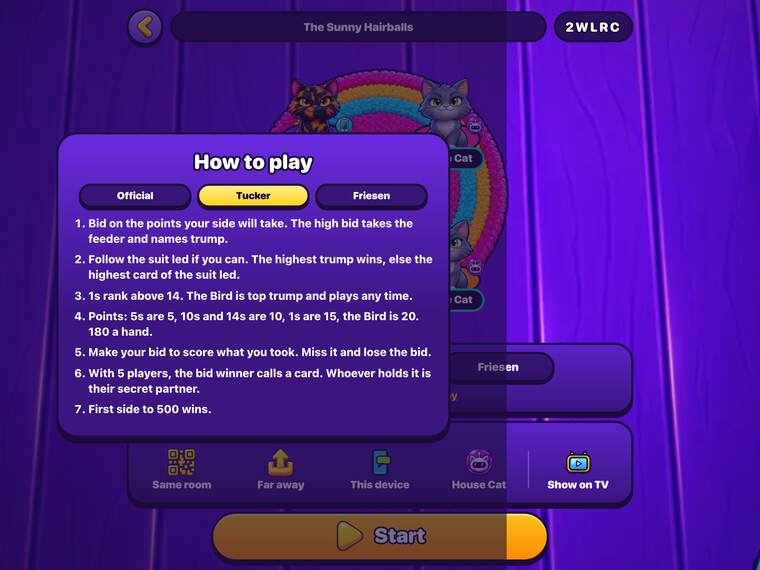 The Sunny Hairballs
2WLRC
Cat
How to play
Official
Tucker
Friesen
1. Bid on the points your side will take. The high bid takes the
feeder and names trump.
2. Follow the suit led if you can. The highest trump wins, else the
highest card of the suit led.
3. 1s rank above 14. The Bird is top trump and plays any time.
4. Points: 5s are 5, 10s and 14s are 10, 1s are 15, the Bird is 20.
180 a hand.
5. Make your bid to score what you took. Miss it and lose the bid.
6. With 5 players, the bid winner calls a card. Whoever holds it is
their secret partner.
7. First side to 500 wins.
Cat
Friesen
Same room
Far away
This device
House Cat
Show on TV
Start